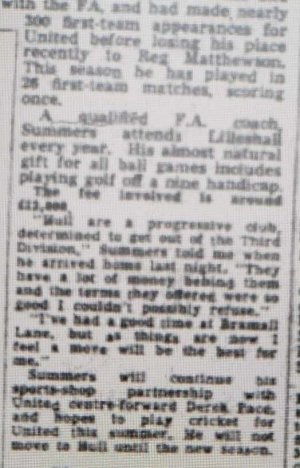 with the F.A. and had made nearly
300 first-team appearances for
United before losing his place
recently to Reg Matthewson.
This season he has played in
26 first-team matches, scoring
once.
A qualified F.A. coach,
Summers attends Lilleshall
every year. His almost natural
gift for all ball games includes
playing golf off a nine handicap.
The fee involved is around
"Hull are a progressive club,
determined to get out of the Third
Division," Summers told me when
he arrived home last night. "They
have a lot of money behind them
and the terms they offered were so
good I couldn't possibly refuse."
"I've had a good time at Bramall
Lane, but as things are now I
feel a move will be the best for
me."
Summers will continue his
sports-shop partnership with
United centre-forward Derek Pace,
and hopes to play cricket for
United this summer. He will not
move to Hull until the new season.